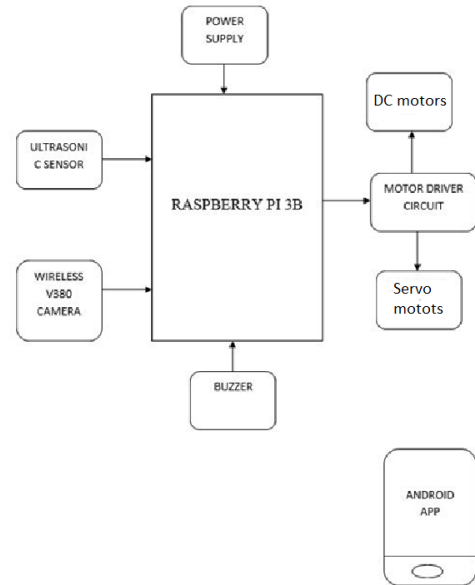 POWER
SUPPLY
DC motors
ULTRASONI
C SENSOR
RASPBERRY PI 3B
MOTOR DRIVER
CIRCUIT
WIRELESS
V380
CAMERA
Servo
motots
BUZZER
ANDROID
APP